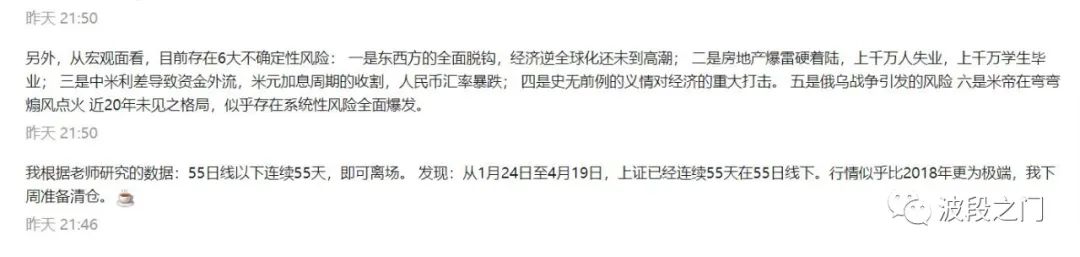 昨天 21:50
另外，从宏观面看，目前存在6大不确定性风险： 一是东西方的全面脱钩，经济逆全球化还未到高潮； 二是房地产爆雷硬着陆，上千万人失业，上千万学生毕
业； 三是中米利差导致资金外流，米元加息周期的收割，人民币汇率暴跌； 四是史无前例的义情对经济的重大打击。 五是俄乌战争引发的风险 六是米帝在弯弯
煽风点火 近20年未见之格局，似乎存在系统性风险全面爆发。
昨天 21:50
我根据老师研究的数据：55日线以下连续55天，即可离场。 发现：从1月24日至4月19日，上证已经连续55天在55日线下。行情似乎比2018年更为极端，我下
周准备清仓。☕
昨天 21:46
波段之门